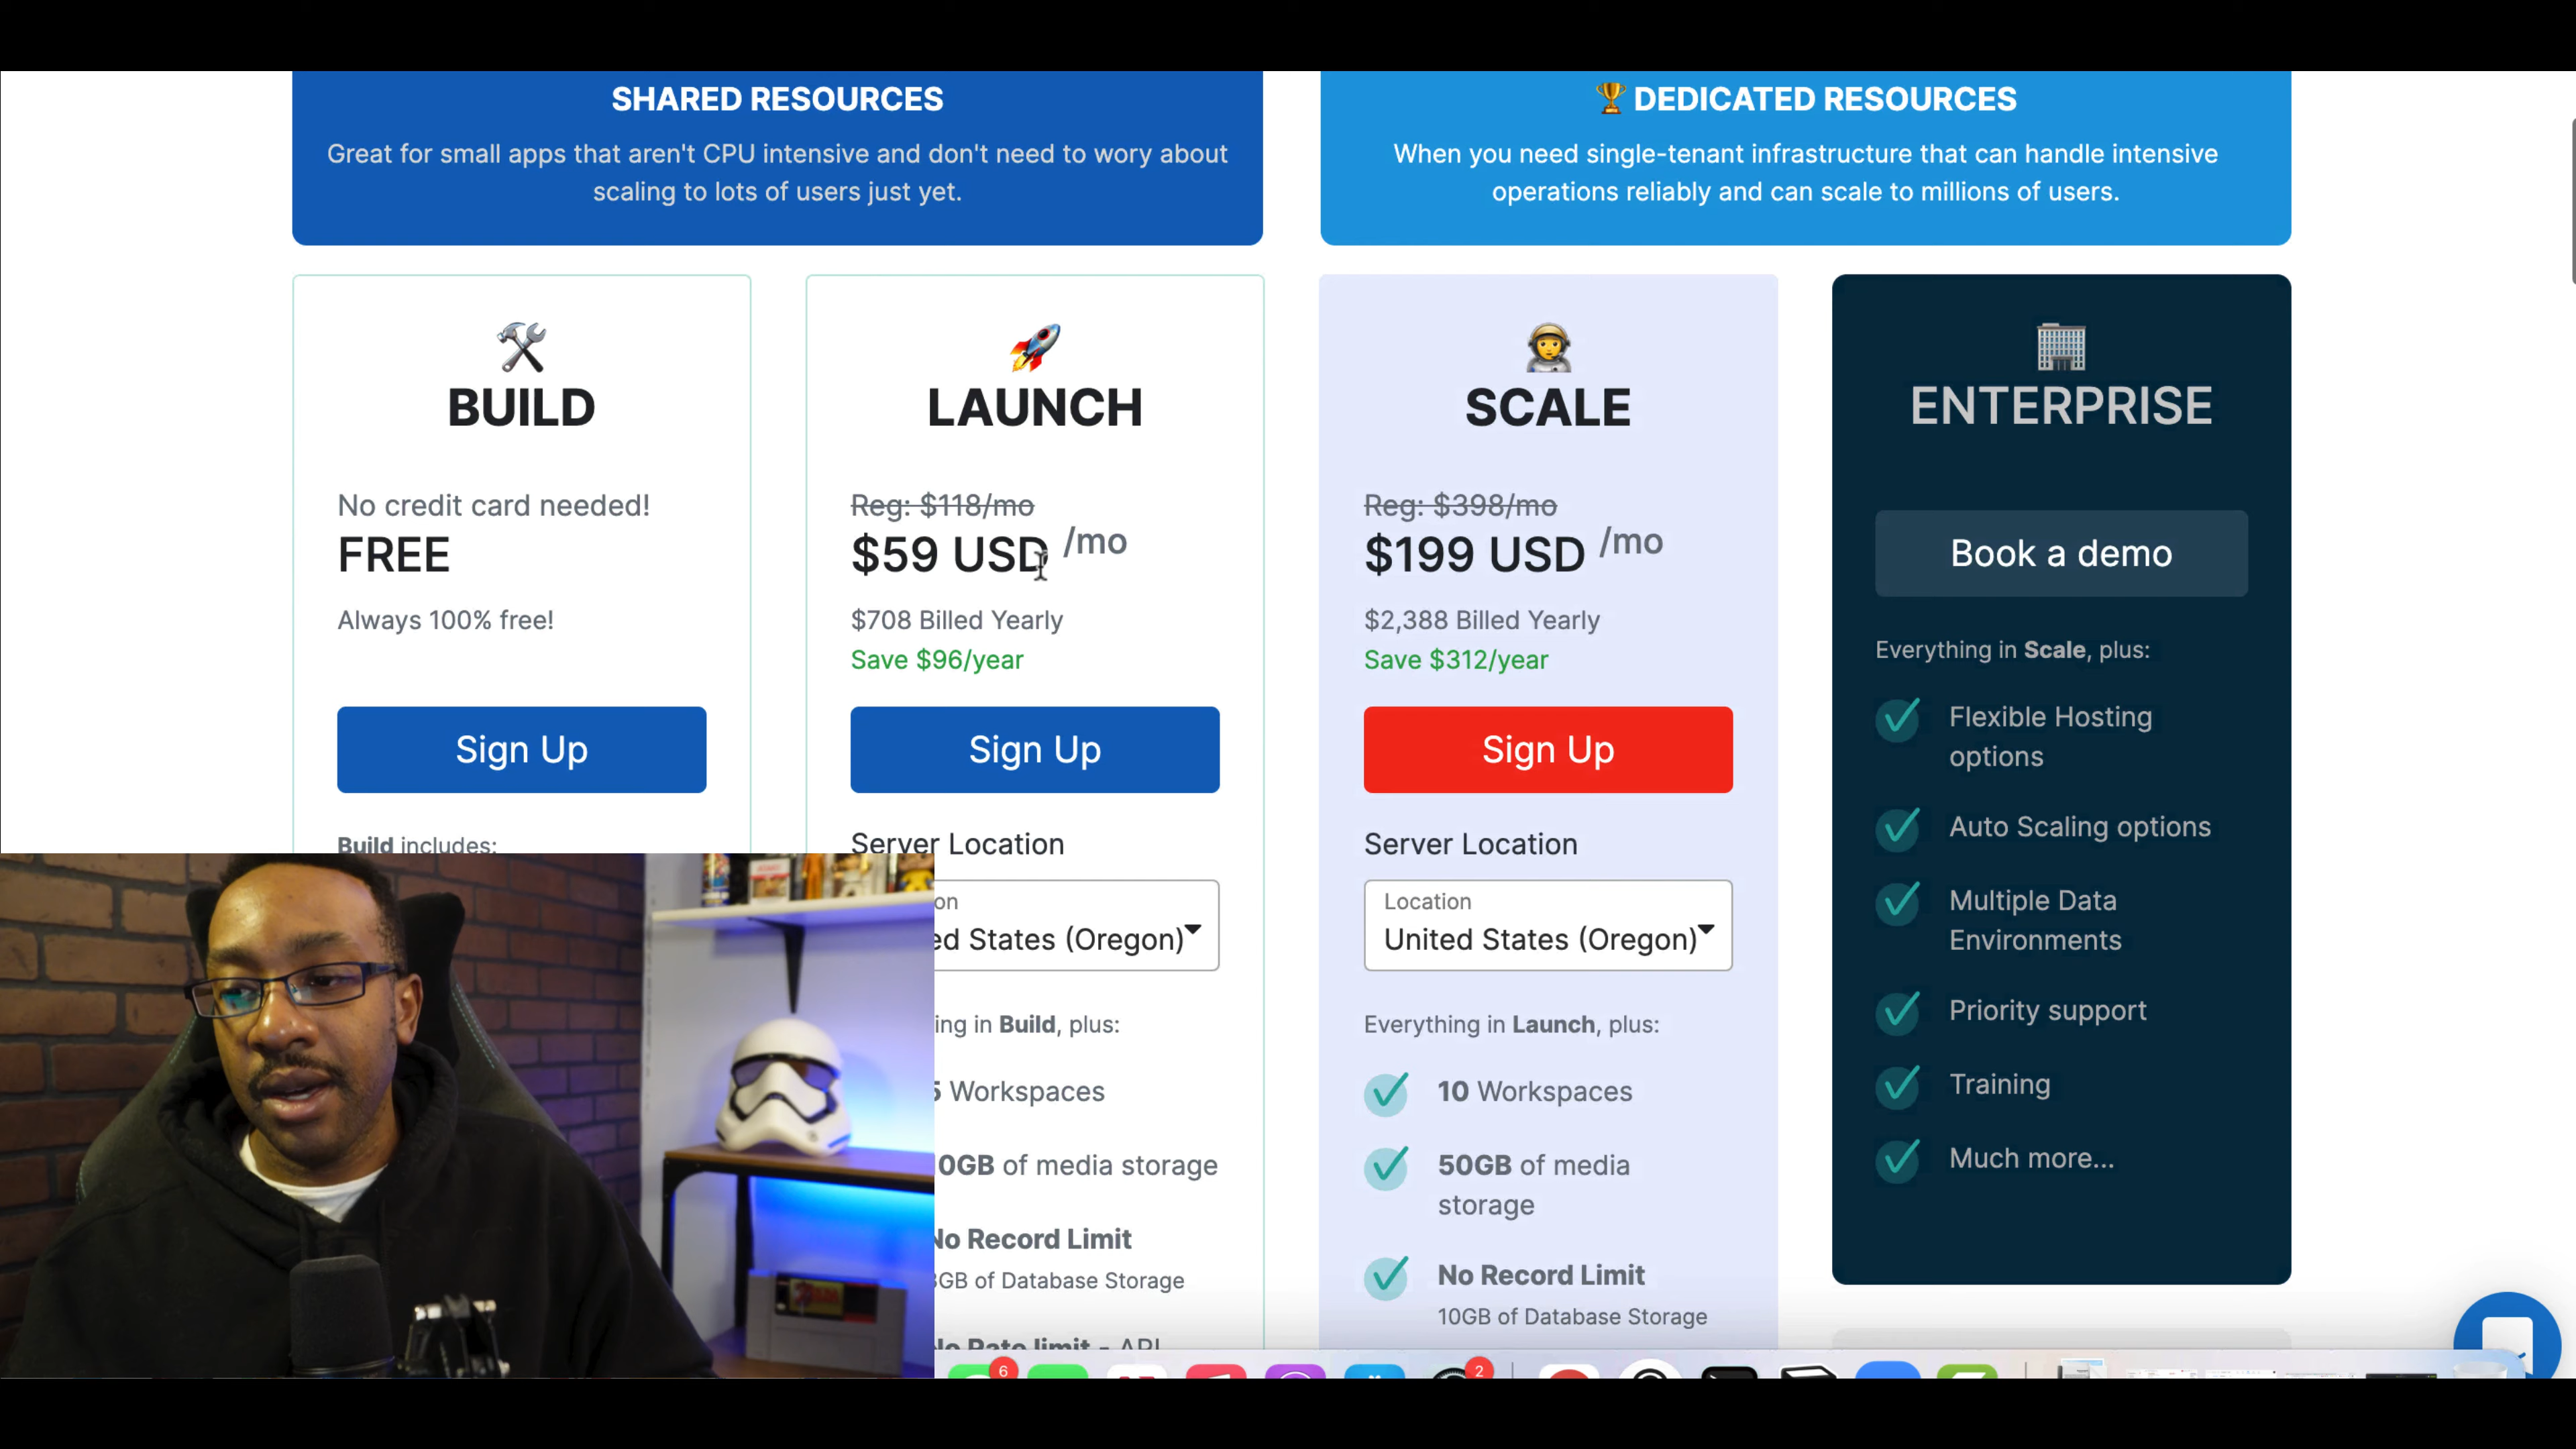 SHARED RESOURCES
Great for small apps that aren't CPU intensive and don't need to wory about
scaling to lots of users just yet.
DEDICATED RESOURCES
When you need single-tenant infrastructure that can handle intensive
operations reliably and can scale to millions of users.
BUILD
No credit card needed!
FREE
Always 100% free!
Sign Up
Build includes:
LAUNCH
Reg: $118/mo
$59 USD /mo
$708 Billed Yearly
Save $96/year
Sign Up
Server Location
States (Oregon)
in Build, plus:
Workspaces
of media storage
Record Limit
of Database Storage
SCALE
Reg: $398/mo
$199 USD /mo
$2,388 Billed Yearly
Save $312/year
Sign Up
Server Location
Location
United States (Oregon)
Everything in Launch, plus:
10 Workspaces
50GB of media
storage
No Record Limit
10GB of Database Storage
ENTERPRISE
Book a demo
Everything in Scale, plus:
Flexible Hosting
options
Auto Scaling options
Multiple Data
Environments
Priority support
Training
Much more...
6
2